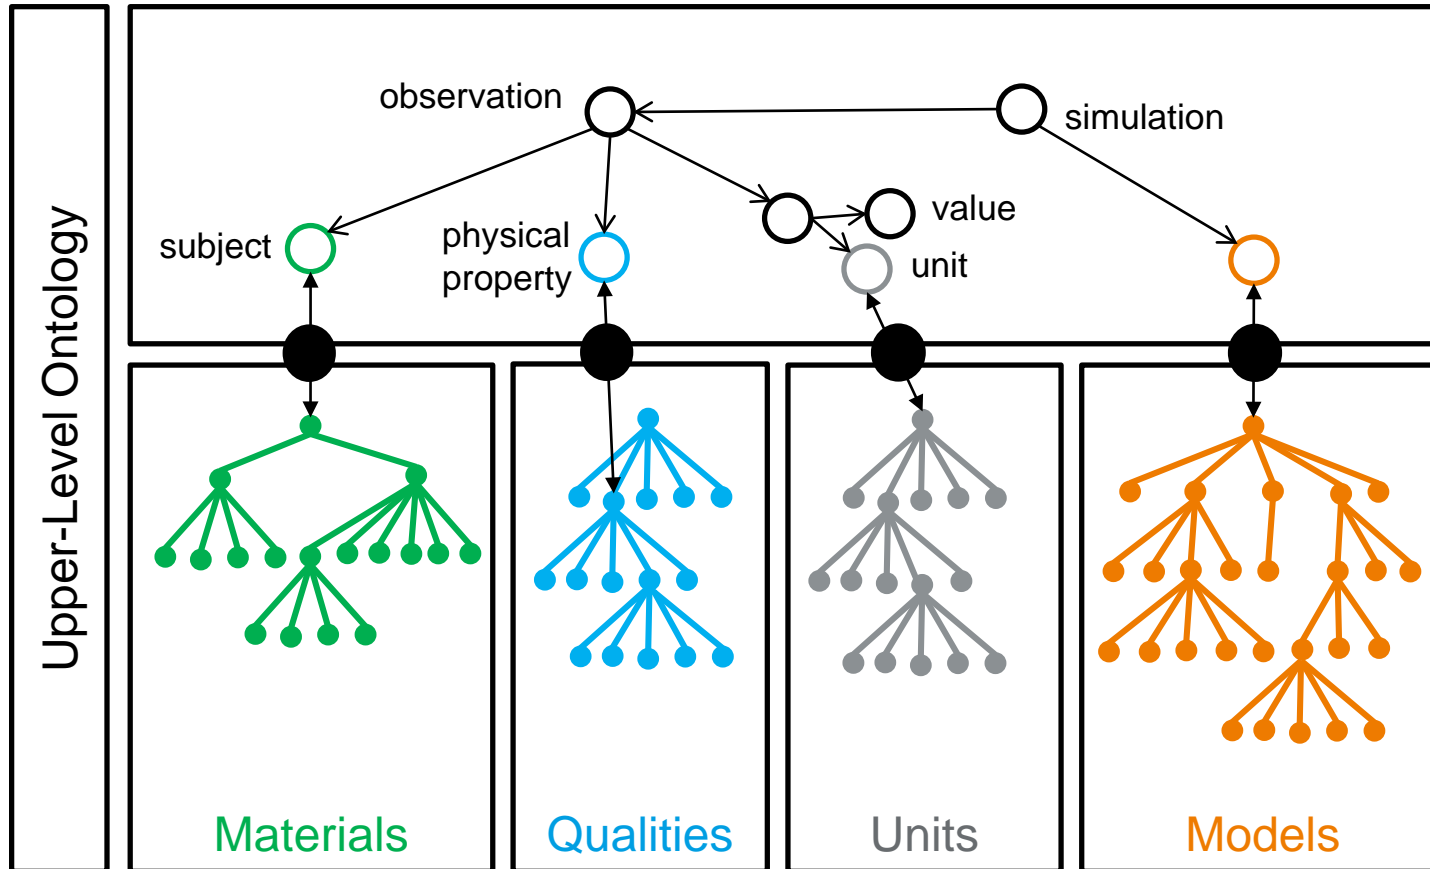 Upper-Level Ontology
observation
simulation
subject
physical
property
value
unit
Materials
Qualities
Units
Models